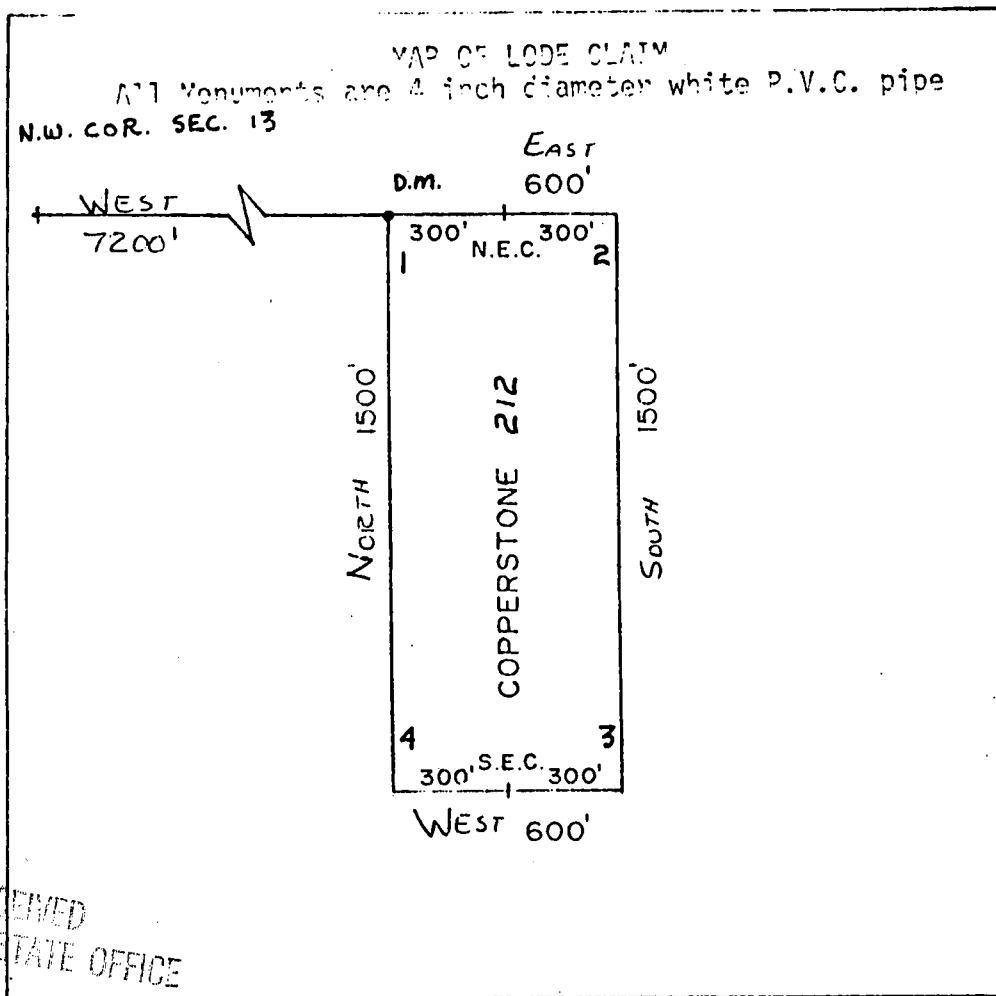 MAP OF LODE CLAIM
All Monuments are 4 inch diameter white P.V.C. pipe
N.W. COR. SEC. 13
EAST
D.M. 600'
WEST
7200'
300' 300'
N.E.C.
1 2
NORTH 1500'
COPPERSTONE 212
SOUTH 1500'
4 3
300' S.E.C. 300'
WEST 600'
EIVED
TATE OFFICE